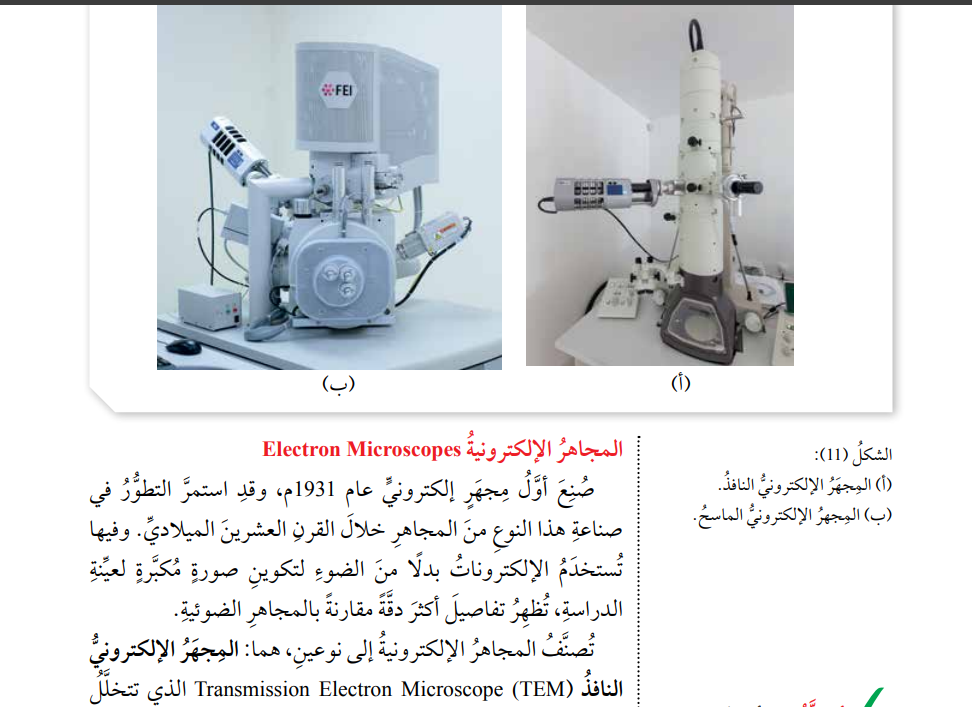 FEI
(أ)
(ب)
الشكلُ (11):
(أ) المِجهَرُ الإلكترونيُّ النافذُ.
(ب) المِجهرُ الإلكترونيُّ الماسحُ.
المجاهرُ الإلكترونيةُ Electron Microscopes
صُنِعَ أوَّلُ مِجهَرٍ إلكترونيٍّ عام 1931م، وقدِ استمرَّ التطوُّرُ في
صناعةِ هذا النوعِ منَ المجاهرِ خلالَ القرنِ العشرينَ الميلاديِّ. وفيها
تُستخدَمُ الإلكتروناتُ بدلًا منَ الضوءِ لتكوينِ صورةٍ مُكبَّرةٍ لعيِّنةِ
الدراسةِ، تُظهِرُ تفاصيلَ أكثرَ دقَّةً مقارنةً بالمجاهرِ الضوئيةِ.
تُصنَّفُ المجاهرُ الإلكترونيةُ إلى نوعينِ، هما: المِجهَرُ الإلكترونيُّ
النافذُ Transmission Electron Microscope (TEM) الذي تتخلَّلُ